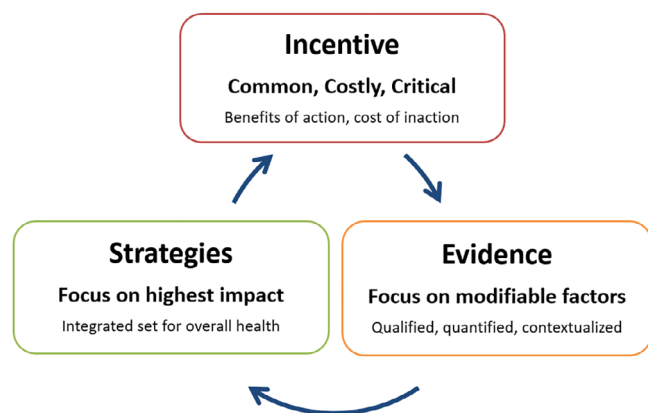 Incentive
Common, Costly, Critical
Benefits of action, cost of inaction
Strategies
Focus on highest impact
Integrated set for overall health
Evidence
Focus on modifiable factors
Qualified, quantified, contextualized